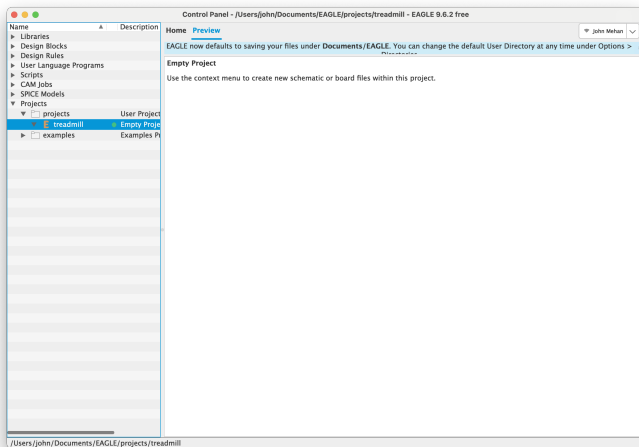 Control Panel - /Users/john/Documents/EAGLE/projects/treadmill - EAGLE 9.6.2 free
Name Description
Libraries
Design Blocks
Design Rules
User Language Programs
Scripts
CAM Jobs
SPICE Models
Projects
projects User Project
treadmill Empty Proje
examples Examples Pr
Home Preview
John Mehan
EAGLE now defaults to saving your files under Documents/EAGLE. You can change the default User Directory at any time under Options >
Directories
Empty Project
Use the context menu to create new schematic or board files within this project.
/Users/john/Documents/EAGLE/projects/treadmill